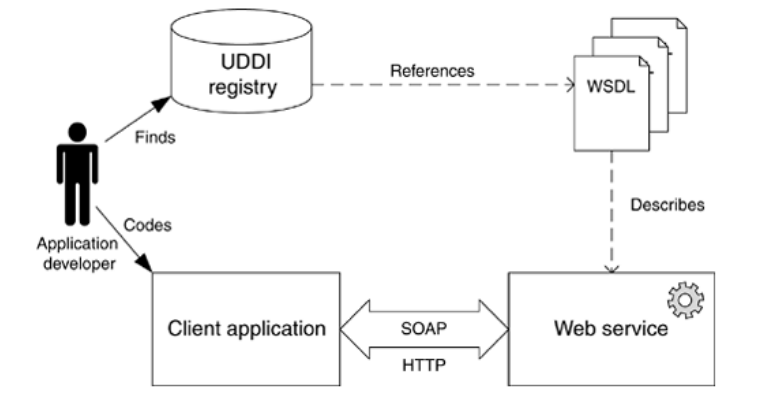 UDDI
registry
References
WSDL
Finds
Describes
Codes
Application
developer
Client application
SOAP
HTTP
Web service